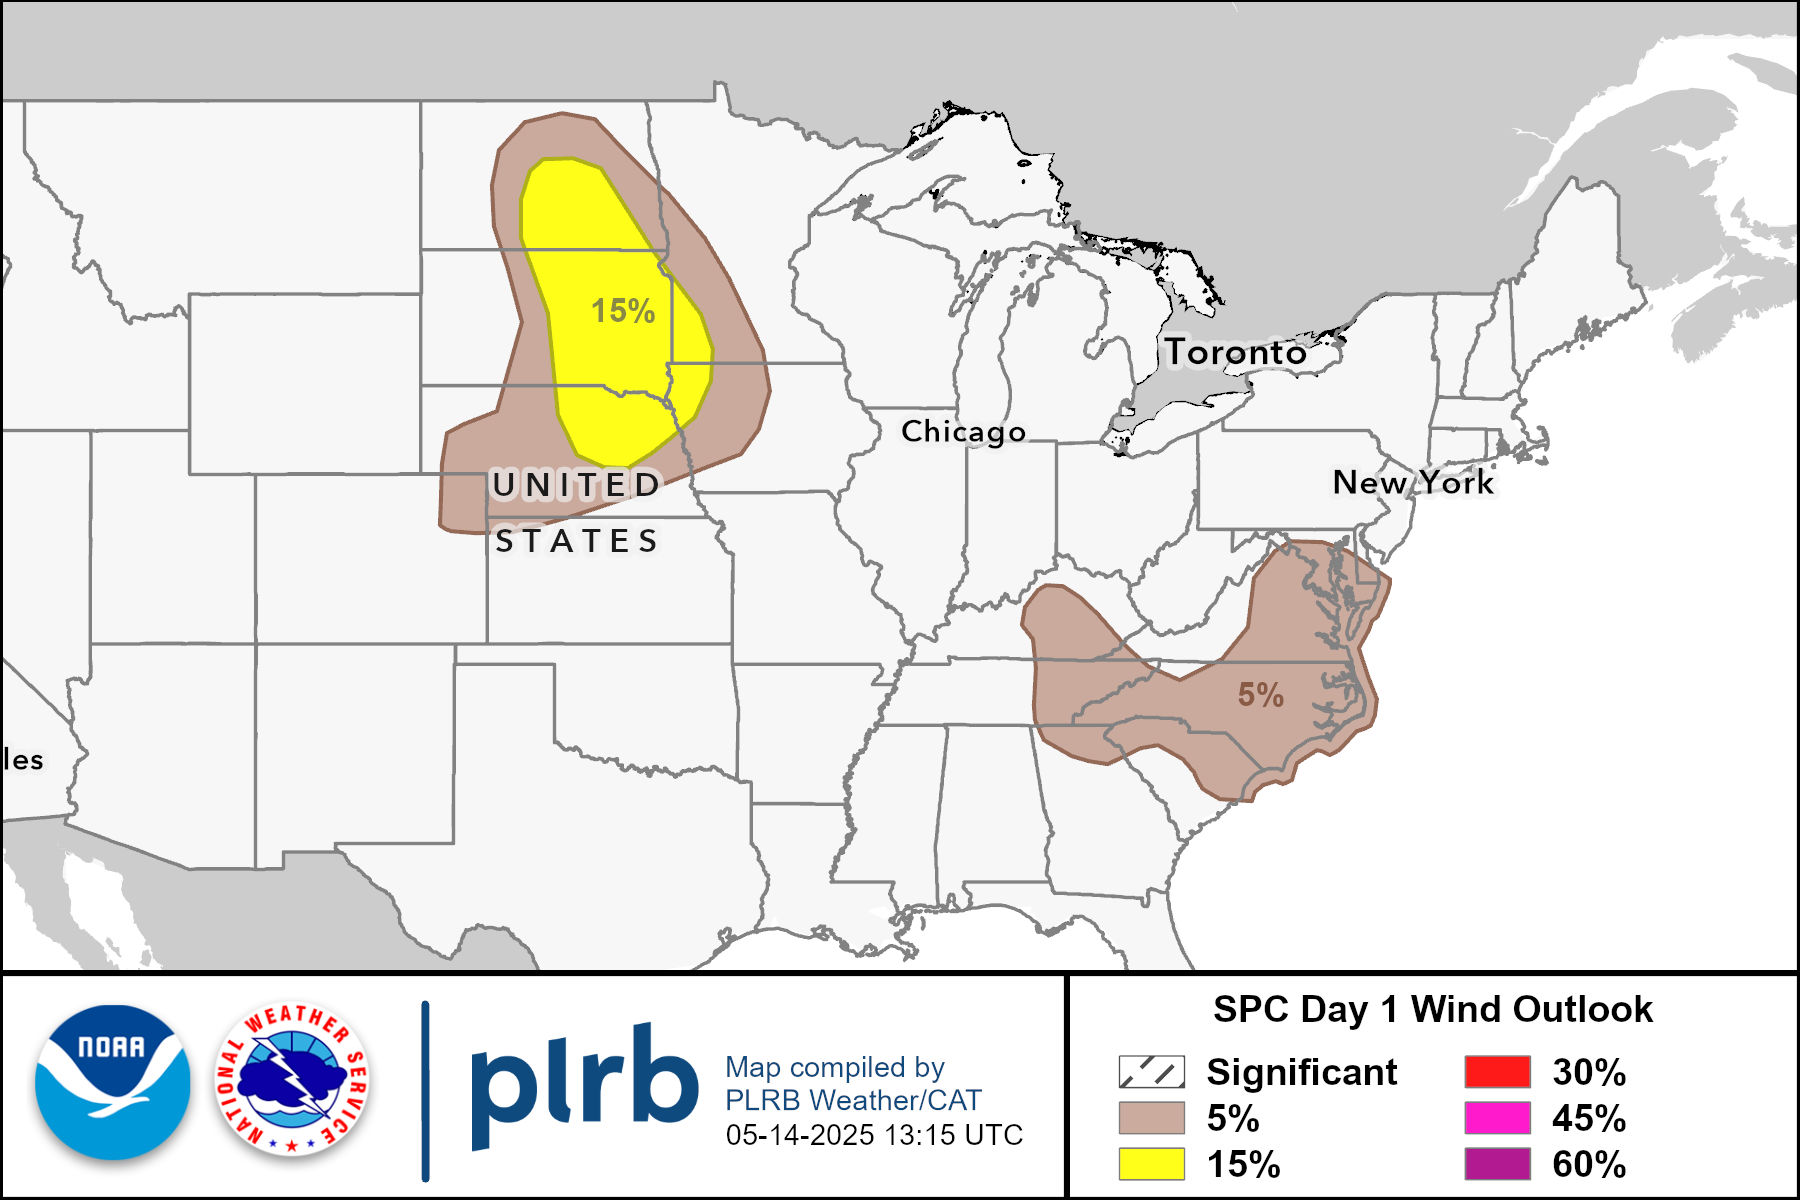 15%
Toronto
Chicago
UNITED
STATES
New York
5%
les
NOAA
NATIONAL WEATHER SERVICE
plrb
Map compiled by
PLRB Weather/CAT
05-14-2025 13:15 UTC
SPC Day 1 Wind Outlook
Significant
5%
15%
30%
45%
60%